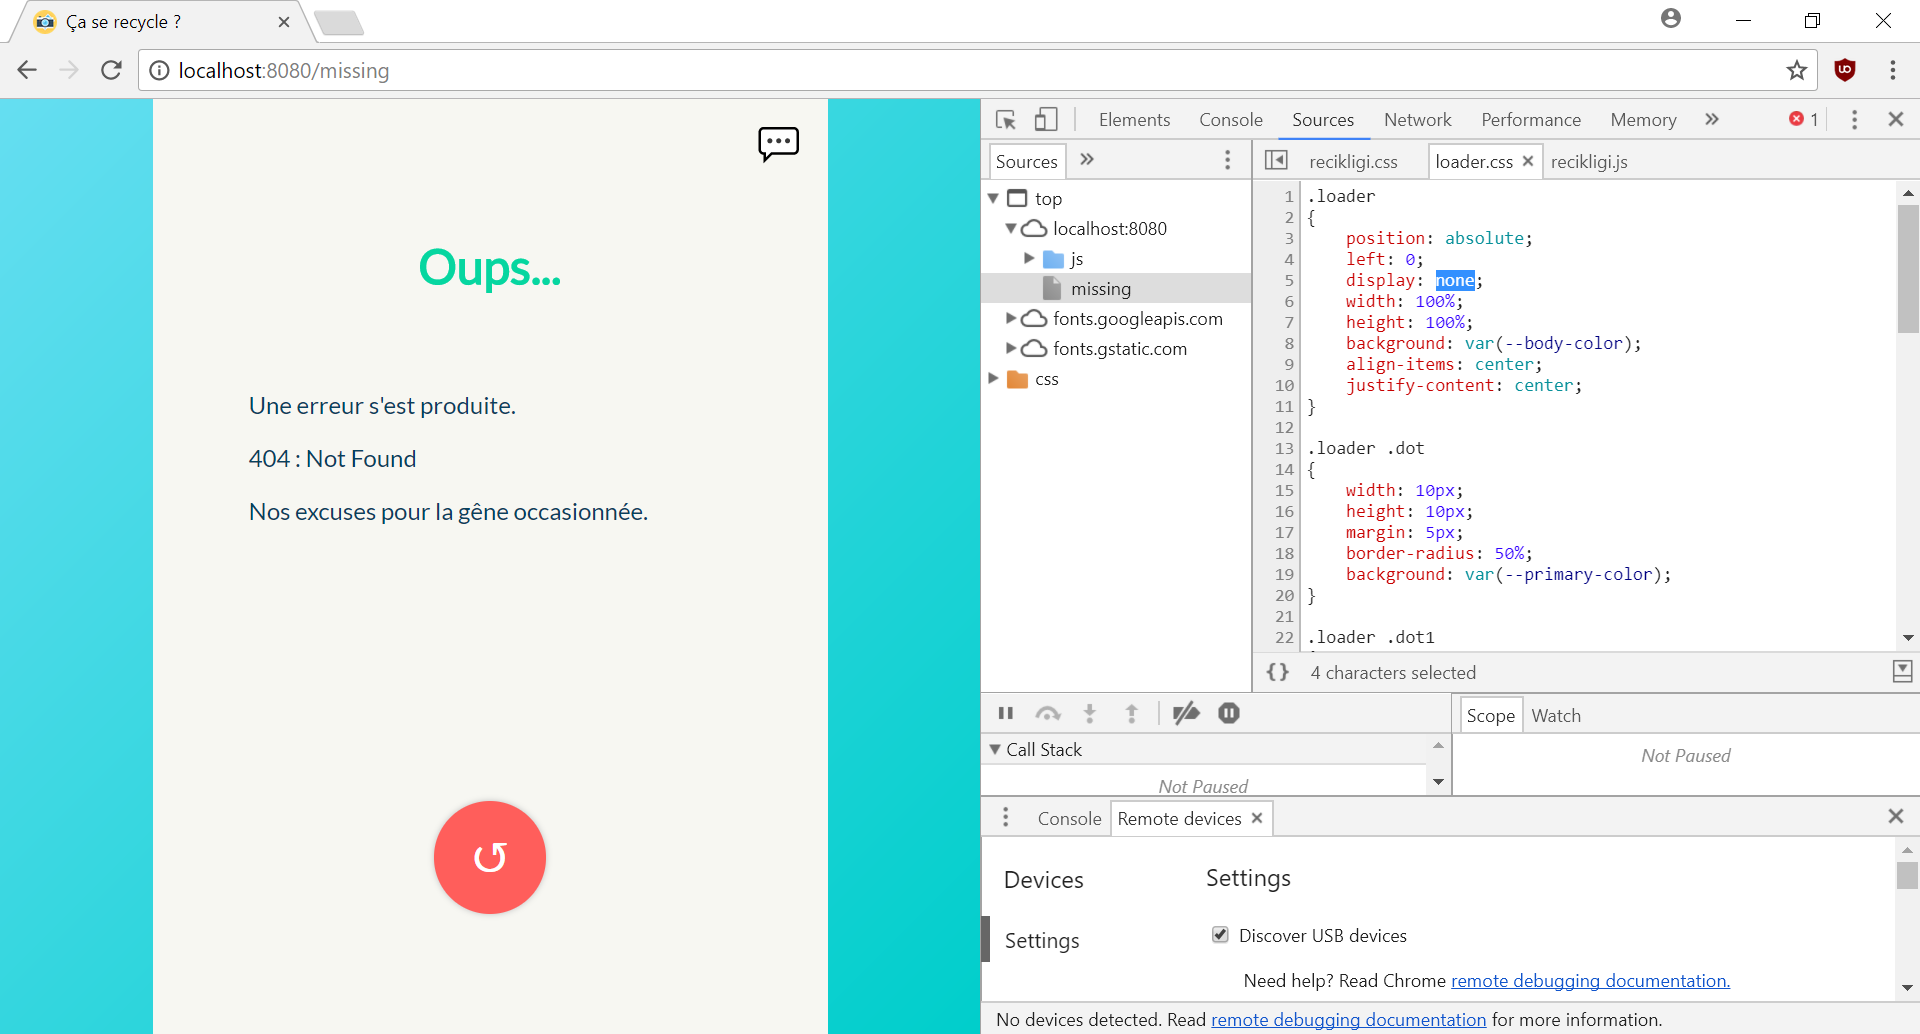 Ça se recycle ?
localhost:8080/missing
Oups...
Une erreur s'est produite.
404 : Not Found
Nos excuses pour la gêne occasionnée.
Elements Console Sources Network Performance Memory » 1
Sources »
top
localhost:8080
js
missing
fonts.googleapis.com
fonts.gstatic.com
css
recikligi.css loader.css recikligi.js
1 .loader
2 {
3 position: absolute;
4 left: 0;
5 display: none;
6 width: 100%;
7 height: 100%;
8 background: var(--body-color);
9 align-items: center;
10 justify-content: center;
11 }
12
13 .loader .dot
14 {
15 width: 10px;
16 height: 10px;
17 margin: 5px;
18 border-radius: 50%;
19 background: var(--primary-color);
20 }
21
22 .loader .dot1
{} 4 characters selected
Call Stack
Not Paused
Scope Watch
Not Paused
Console Remote devices
Devices
Settings
Settings
Discover USB devices
Need help? Read Chrome remote debugging documentation.
No devices detected. Read remote debugging documentation for more information.